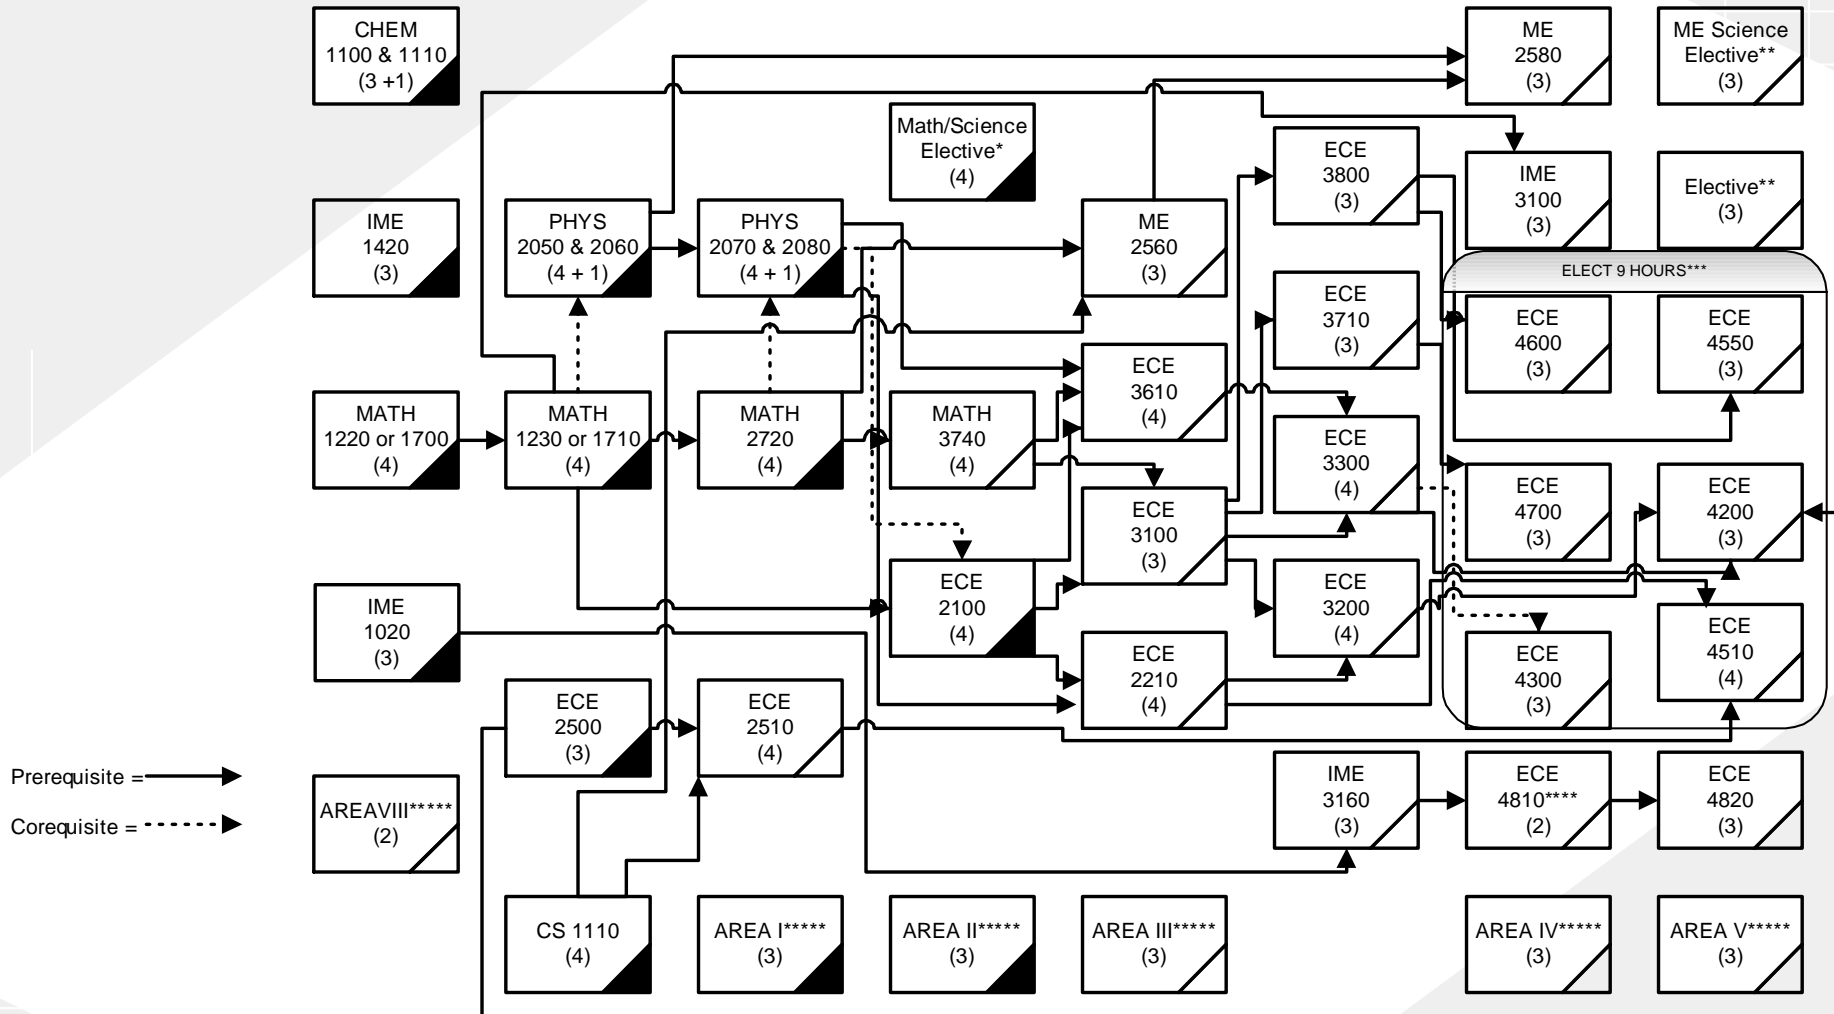 CHEM
1100 & 1110
(3 +1)
ME
2580
(3)
ME Science
Elective**
(3)
Math/Science
Elective*
(4)
ECE
3800
(3)
IME
3100
(3)
Elective**
(3)
IME
1420
(3)
PHYS
2050 & 2060
(4 + 1)
PHYS
2070 & 2080
(4 + 1)
ME
2560
(3)
ELECT 9 HOURS***
ECE
3710
(3)
ECE
4600
(3)
ECE
4550
(3)
ECE
3610
(4)
MATH
1220 or 1700
(4)
MATH
1230 or 1710
(4)
MATH
2720
(4)
MATH
3740
(4)
ECE
3300
(4)
ECE
4700
(3)
ECE
4200
(3)
ECE
3100
(3)
ECE
2100
(4)
ECE
3200
(4)
IME
1020
(3)
ECE
2210
(4)
ECE
4300
(3)
ECE
4510
(4)
ECE
2500
(3)
ECE
2510
(4)
Prerequisite =
Corequisite =
AREAVIII*****
(2)
IME
3160
(3)
ECE
4810****
(2)
ECE
4820
(3)
CS 1110
(4)
AREA I*****
(3)
AREA II*****
(3)
AREA III*****
(3)
AREA IV*****
(3)
AREA V*****
(3)